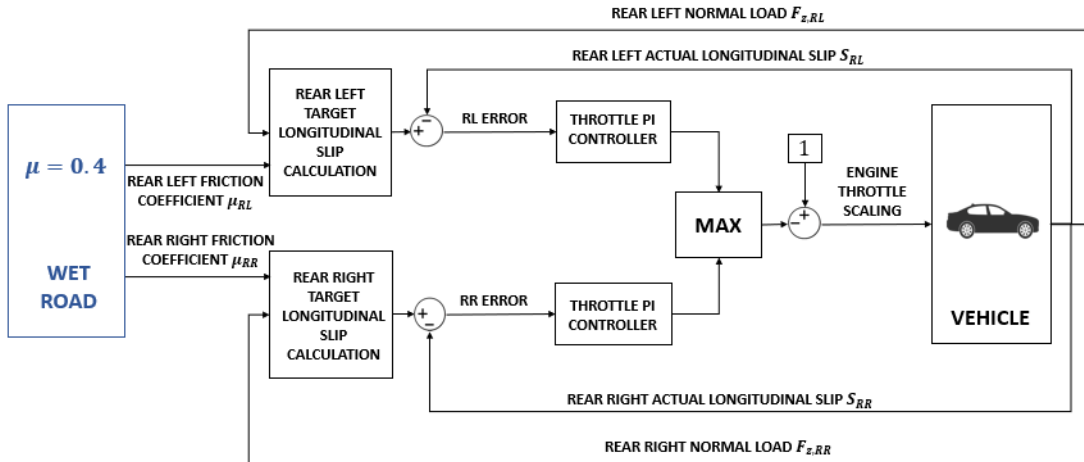 REAR LEFT NORMAL LOAD F_{z,RL}
REAR LEFT ACTUAL LONGITUDINAL SLIP S_{RL}
REAR LEFT
TARGET
LONGITUDINAL
SLIP
CALCULATION
+
−
RL ERROR
THROTTLE PI
CONTROLLER
μ = 0.4
WET
ROAD
REAR LEFT FRICTION
COEFFICIENT μ_{RL}
REAR RIGHT FRICTION
COEFFICIENT μ_{RR}
1
MAX
−
+
ENGINE
THROTTLE
SCALING
VEHICLE
REAR RIGHT
TARGET
LONGITUDINAL
SLIP
CALCULATION
+
−
RR ERROR
THROTTLE PI
CONTROLLER
REAR RIGHT ACTUAL LONGITUDINAL SLIP S_{RR}
REAR RIGHT NORMAL LOAD F_{z,RR}